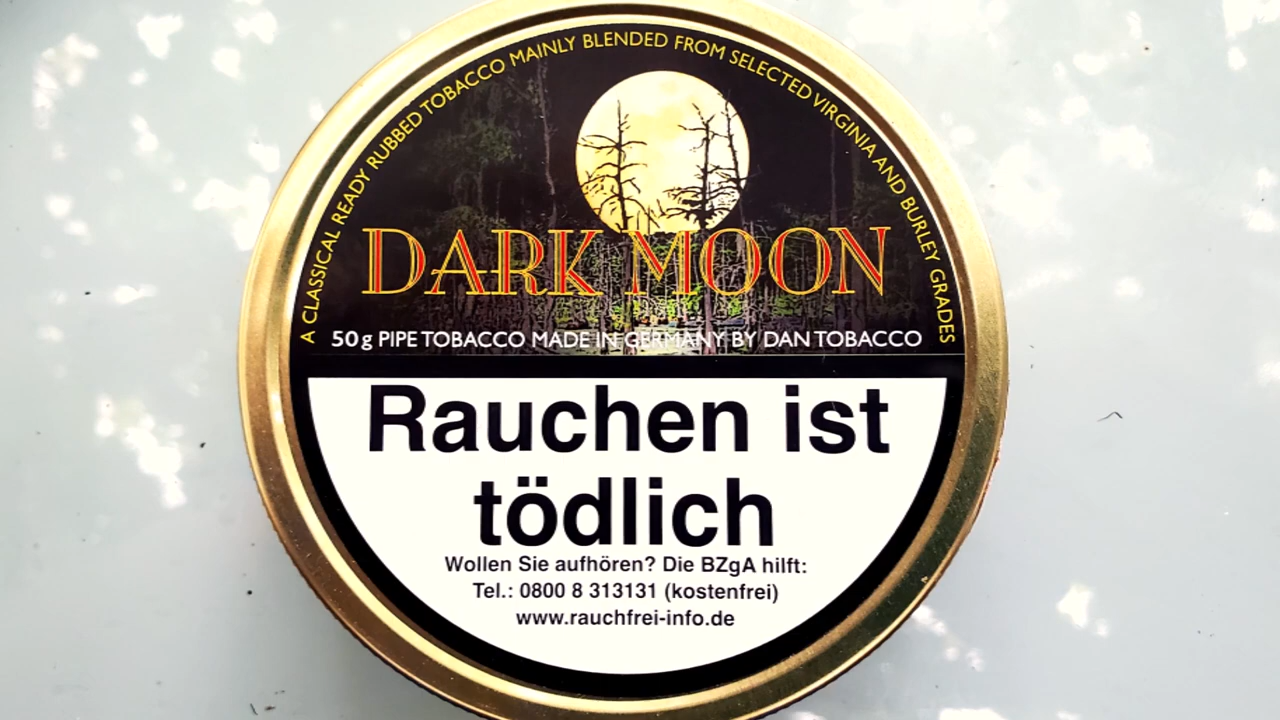 A CLASSICAL READY RUBBED TOBACCO MAINLY BLENDED FROM SELECTED VIRGINIA AND BURLEY GRADES
DARK MOON
50g PIPE TOBACCO MADE IN GERMANY BY DAN TOBACCO
Rauchen ist
tödlich
Wollen Sie aufhören? Die BZgA hilft:
Tel.: 0800 8 313131 (kostenfrei)
www.rauchfrei-info.de